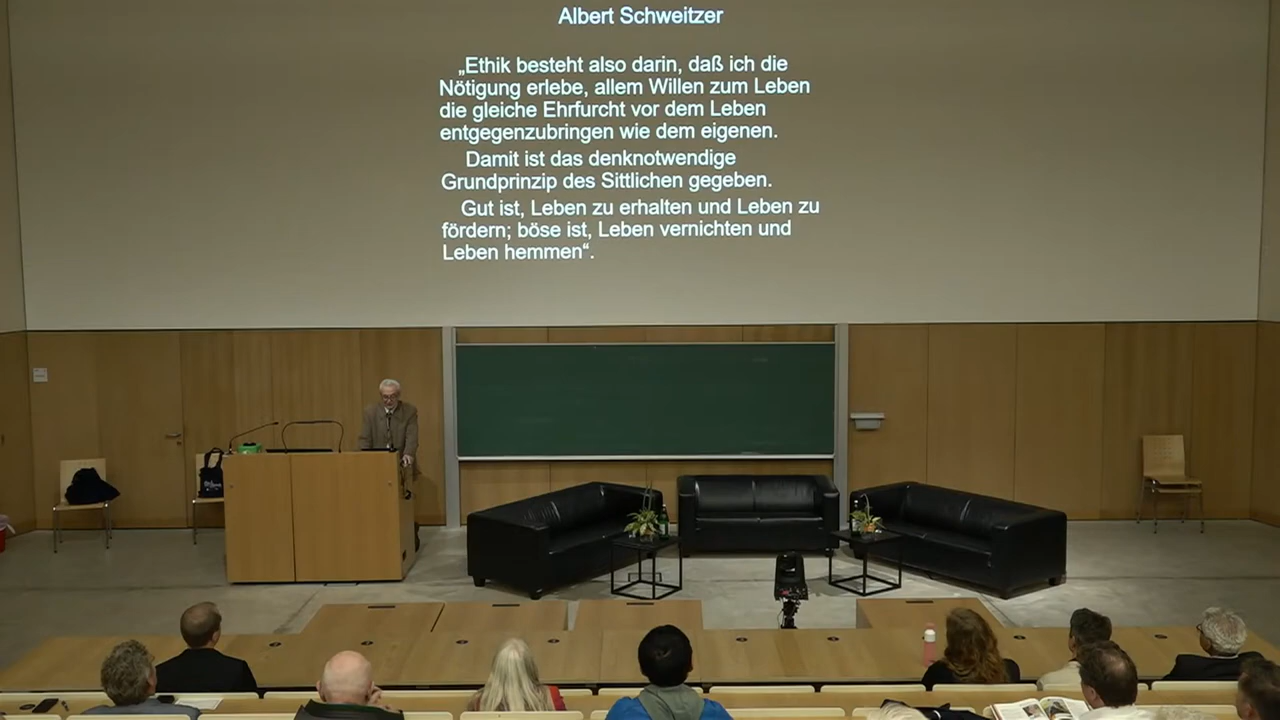 Albert Schweitzer
„Ethik besteht also darin, daß ich die
Nötigung erlebe, allem Willen zum Leben
die gleiche Ehrfurcht vor dem Leben
entgegenzubringen wie dem eigenen.
Damit ist das denknotwendige
Grundprinzip des Sittlichen gegeben.
Gut ist, Leben zu erhalten und Leben zu
fördern; böse ist, Leben vernichten und
Leben hemmen“.